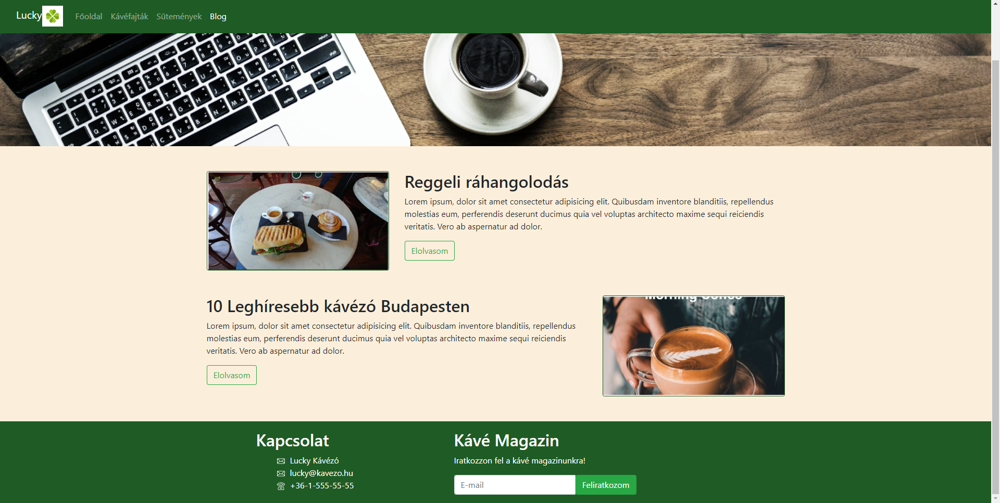 Lucky
Főoldal Kávéfajták Sütemények Blog
Reggeli ráhangolodás
Lorem ipsum, dolor sit amet consectetur adipisicing elit. Quibusdam inventore blanditiis, repellendus
molestias eum, perferendis deserunt ducimus quia vel voluptas architecto maxime sequi reiciendis
veritatis. Vero ab aspernatur ad dolor.
Elolvasom
10 Leghíresebb kávézó Budapesten
Lorem ipsum, dolor sit amet consectetur adipisicing elit. Quibusdam inventore blanditiis, repellendus
molestias eum, perferendis deserunt ducimus quia vel voluptas architecto maxime sequi reiciendis
veritatis. Vero ab aspernatur ad dolor.
Elolvasom
Kapcsolat
Lucky Kávézó
lucky@kavezo.hu
+36-1-555-55-55
Kávé Magazin
Iratkozzon fel a kávé magazinunkra!
E-mail
Feliratkozom